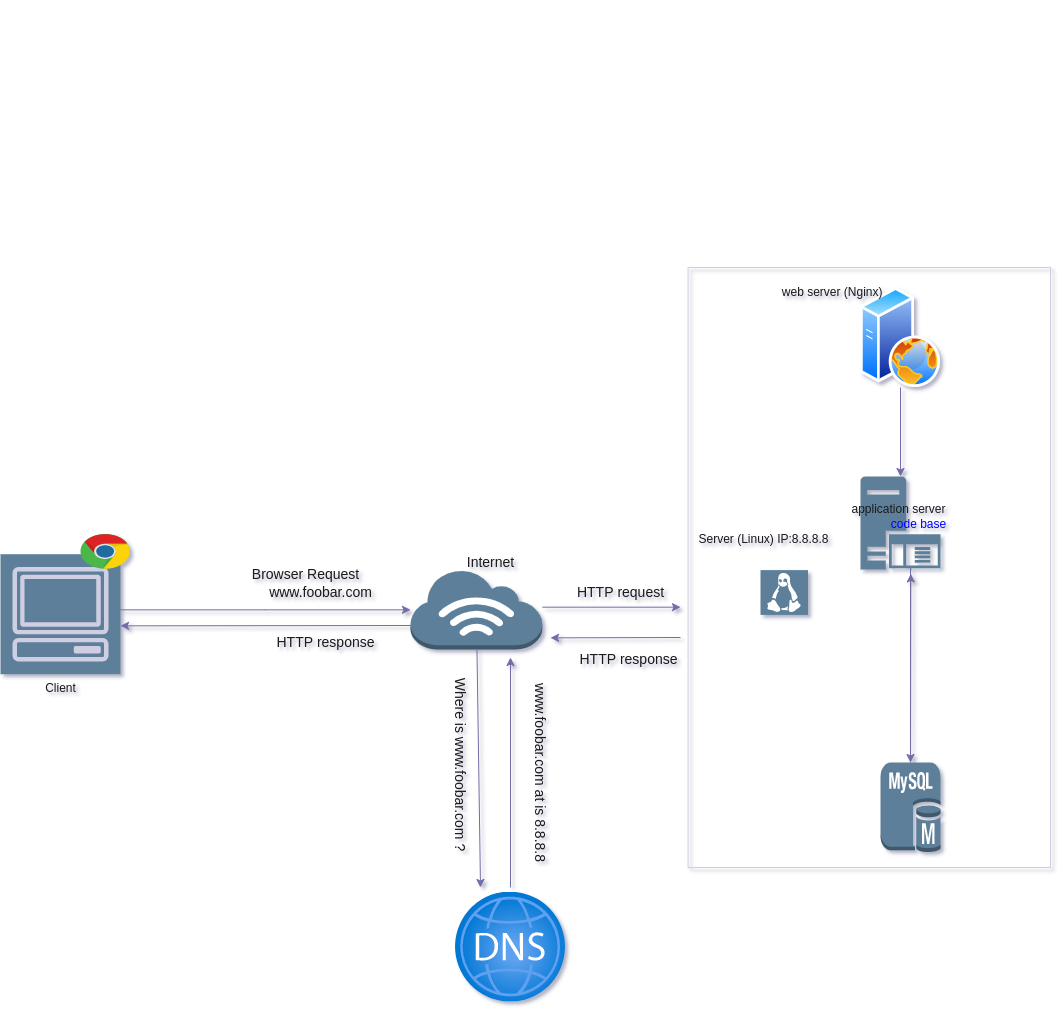 web server (Nginx)
application server
code base
Server (Linux) IP:8.8.8.8
Internet
Browser Request
www.foobar.com
HTTP request
HTTP response
HTTP response
Client
Where is www.foobar.com ?
www.foobar.com at is 8.8.8.8
MySQL
M
DNS